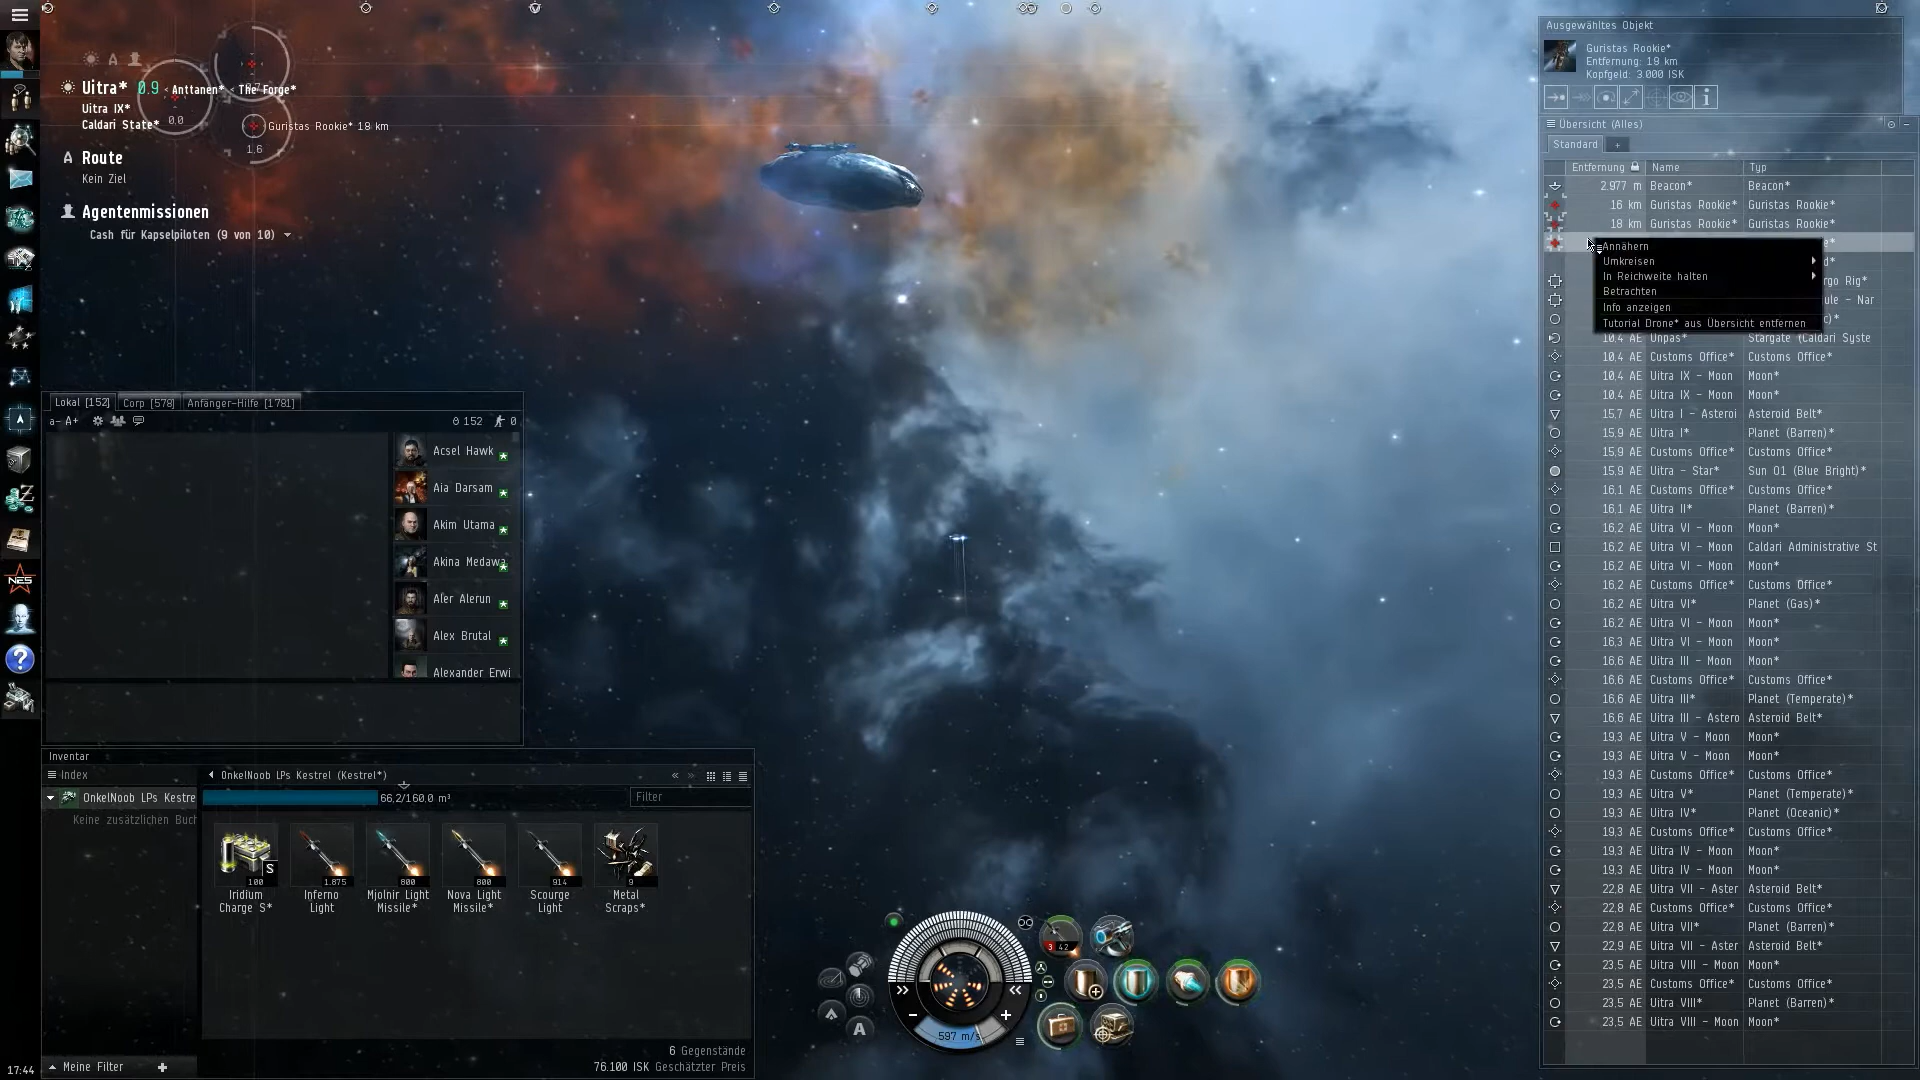 Uitra* 0.9 < Anttanen* < The Forge*
Uitra IX*
Caldari State*
0.0
Guristas Rookie* 18 km
1.6
Route
Kein Ziel
Agentenmissionen
Cash für Kapselpiloten (9 von 10)
Lokal [152] Corp [578] Anfänger-Hilfe [1781]
a- A+ 152 0
Acsel Hawk
Aia Darsam
Akim Utama
Akina Medawa
Aler Alerun
Alex Brutal
Alexander Erwi
Inventar
Index
OnkelNoob LPs Kestrel (Kestrel*)
OnkelNoob LPs Kestre
66,2/160,0 m³
Filter
Keine zusätzlichen Buch
S
100 1.875 800 800 914 9
Iridium Charge S*
Inferno Light
Mjolnir Light Missile*
Nova Light Missile*
Scourge Light
Metal Scraps*
6 Gegenstände
76.100 ISK Geschätzter Preis
Meine Filter +
17:44
NES
3 42
A
597 m/s
Ausgewähltes Objekt
Guristas Rookie*
Entfernung: 18 km
Kopfgeld: 3.000 ISK
Übersicht (Alles)
Standard +
Entfernung Name Typ
2.977 m Beacon* Beacon*
16 km Guristas Rookie* Guristas Rookie*
18 km Guristas Rookie* Guristas Rookie*
Annähern
Umkreisen
In Reichweite halten
Betrachten
Info anzeigen
Tutorial Drone* aus Übersicht entfernen
e*
d*
rgo Rig*
ule - Nar
c)*
10,4 AE Unpas* Stargate (Caldari Syste
10,4 AE Customs Office* Customs Office*
10,4 AE Uitra IX - Moon Moon*
10,4 AE Uitra IX - Moon Moon*
15,7 AE Uitra I - Asteroi Asteroid Belt*
15,9 AE Uitra I* Planet (Barren)*
15,9 AE Customs Office* Customs Office*
15,9 AE Uitra - Star* Sun O1 (Blue Bright)*
16,1 AE Customs Office* Customs Office*
16,1 AE Uitra II* Planet (Barren)*
16,2 AE Uitra VI - Moon Moon*
16,2 AE Uitra VI - Moon Caldari Administrative St
16,2 AE Uitra VI - Moon Moon*
16,2 AE Customs Office* Customs Office*
16,2 AE Uitra VI* Planet (Gas)*
16,2 AE Uitra VI - Moon Moon*
16,3 AE Uitra VI - Moon Moon*
16,6 AE Uitra III - Moon Moon*
16,6 AE Customs Office* Customs Office*
16,6 AE Uitra III* Planet (Temperate)*
16,6 AE Uitra III - Astero Asteroid Belt*
19,3 AE Uitra V - Moon Moon*
19,3 AE Uitra V - Moon Moon*
19,3 AE Customs Office* Customs Office*
19,3 AE Uitra V* Planet (Temperate)*
19,3 AE Uitra IV* Planet (Oceanic)*
19,3 AE Customs Office* Customs Office*
19,3 AE Uitra IV - Moon Moon*
19,3 AE Uitra IV - Moon Moon*
22,8 AE Uitra VII - Aster Asteroid Belt*
22,8 AE Customs Office* Customs Office*
22,8 AE Uitra VII* Planet (Barren)*
22,9 AE Uitra VII - Aster Asteroid Belt*
23,5 AE Uitra VIII - Moon Moon*
23,5 AE Customs Office* Customs Office*
23,5 AE Uitra VIII* Planet (Barren)*
23,5 AE Uitra VIII - Moon Moon*